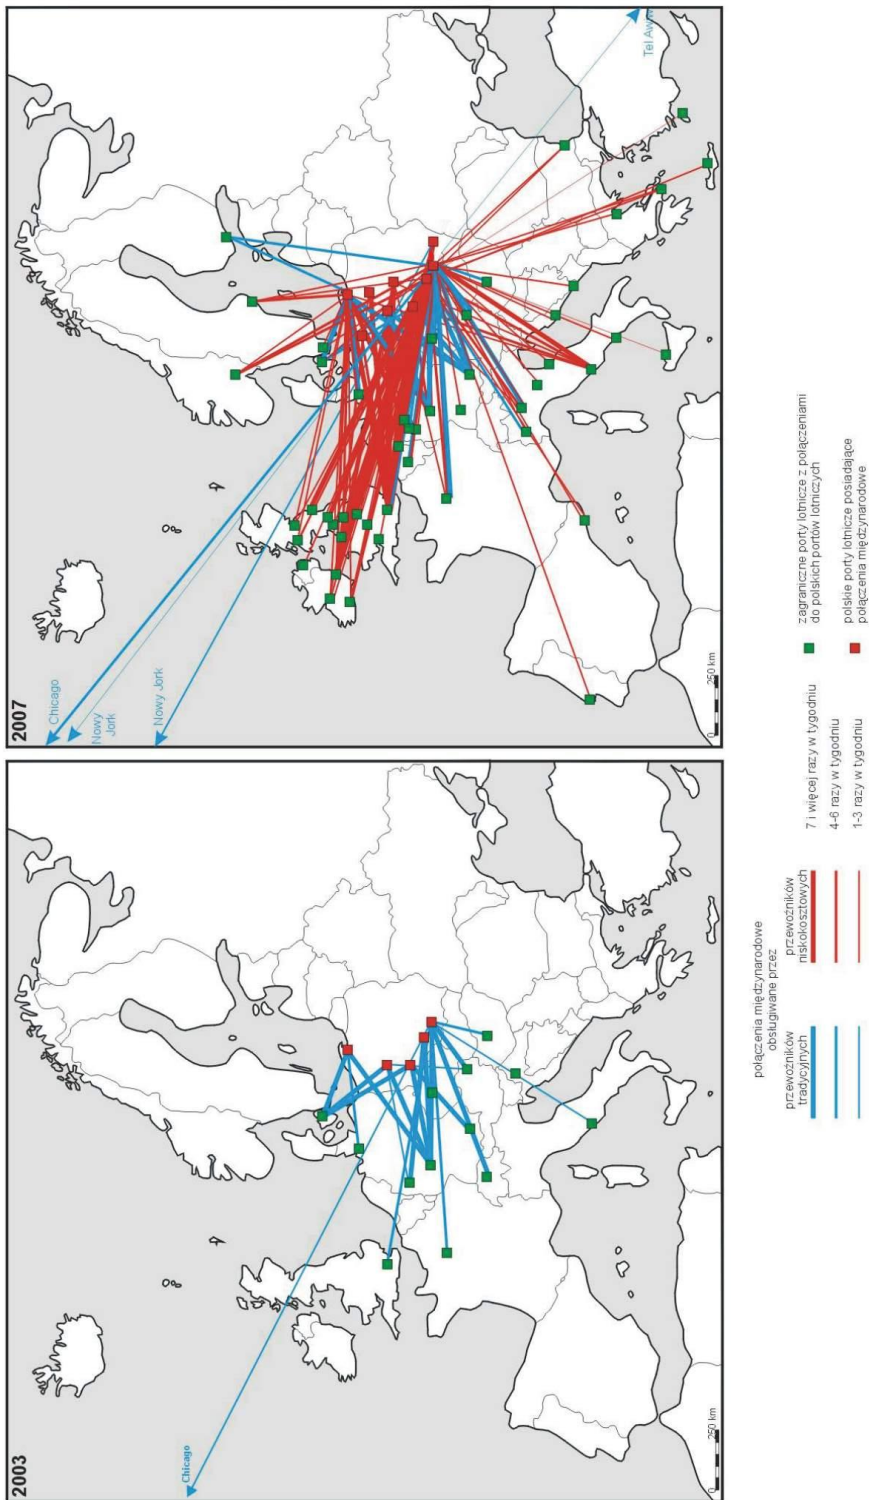 2003
Chicago
0
250 km
2007
Chicago
Nowy
Jork
Nowy Jork
Tel Awiw
0
250 km
połączenia międzynarodowe
obsługiwane przez
przewoźników
tradycyjnych
przewoźników
niskokosztowych
7 i więcej razy w tygodniu
4-6 razy w tygodniu
1-3 razy w tygodniu
zagraniczne porty lotnicze z połączeniami
do polskich portów lotniczych
polskie porty lotnicze posiadające
połączenia międzynarodowe